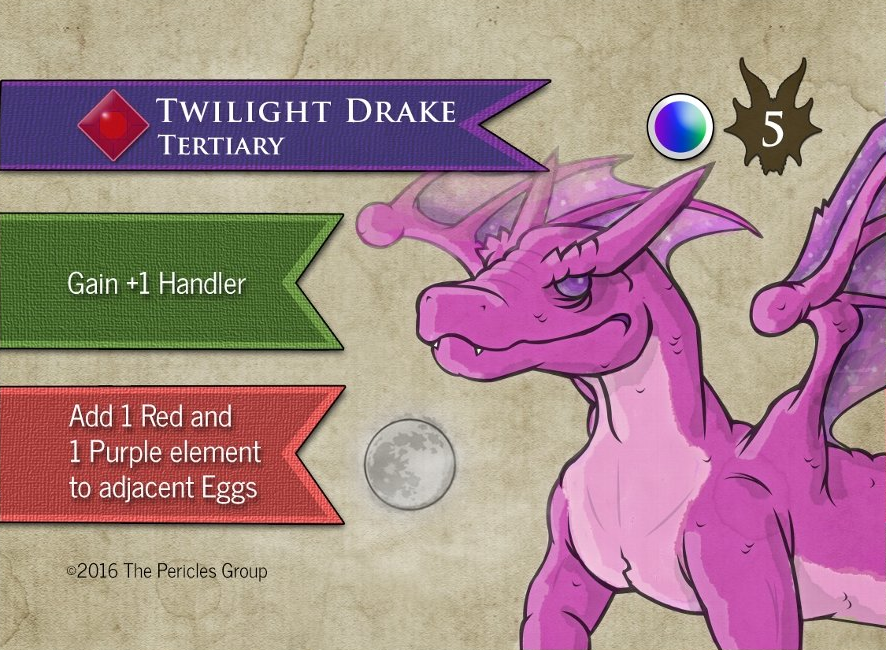 Twilight Drake
Tertiary
5
Gain +1 Handler
Add 1 Red and
1 Purple element
to adjacent Eggs
©2016 The Pericles Group